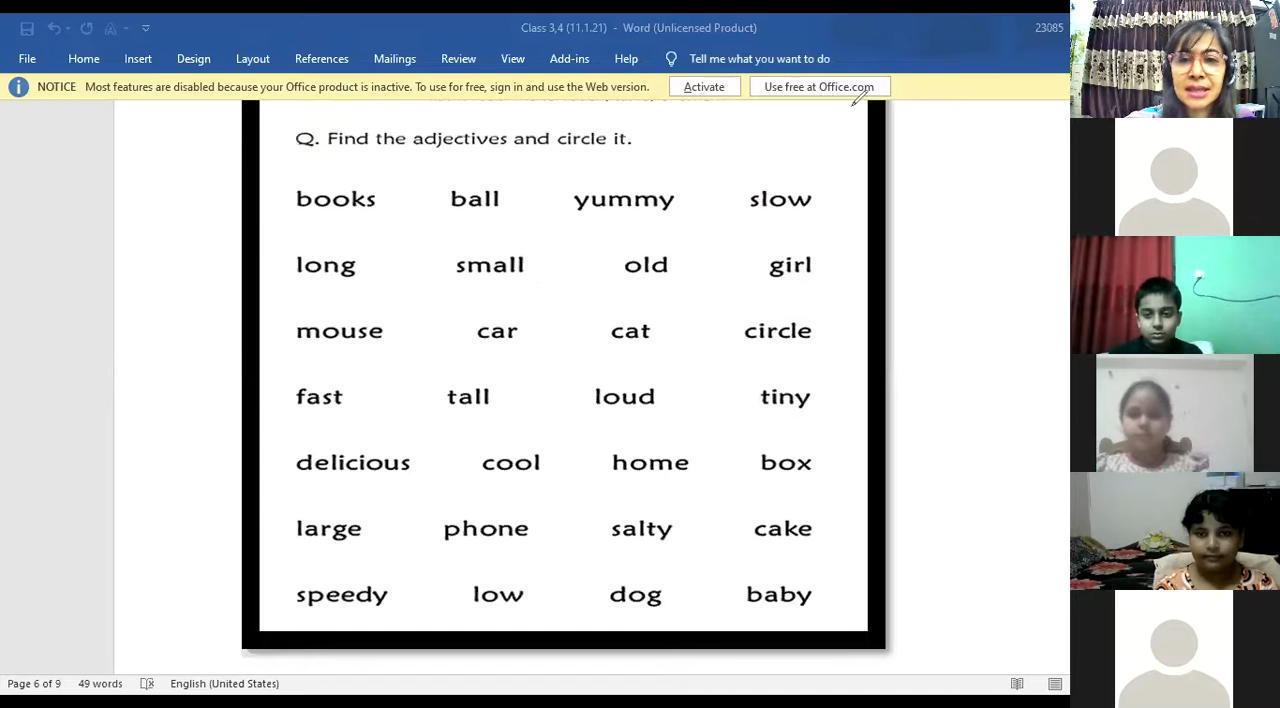 Class 3,4 (11.1.21) - Word (Unlicensed Product) 23085
File Home Insert Design Layout References Mailings Review View Add-ins Help Tell me what you want to do
NOTICE Most features are disabled because your Office product is inactive. To use for free, sign in and use the Web version. Activate Use free at Office.com
Q. Find the adjectives and circle it.
books ball yummy slow
long small old girl
mouse car cat circle
fast tall loud tiny
delicious cool home box
large phone salty cake
speedy low dog baby
Page 6 of 9 49 words English (United States)